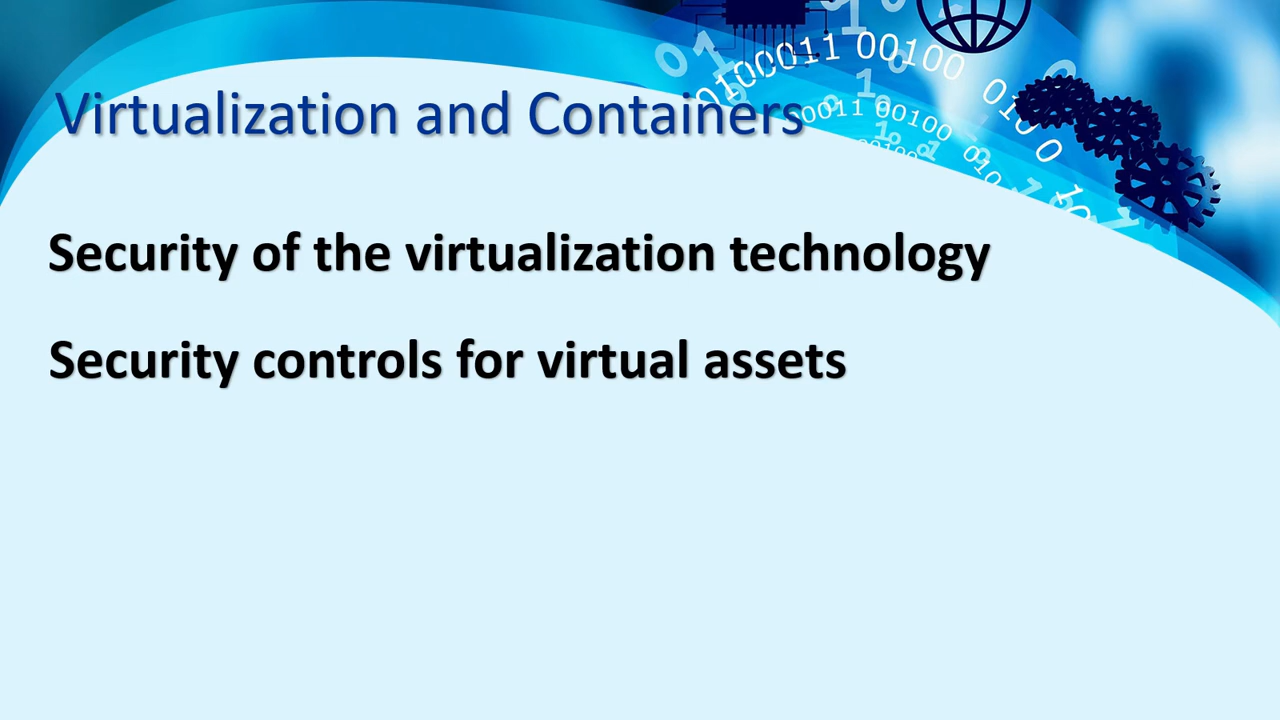 Virtualization and Containers
Security of the virtualization technology
Security controls for virtual assets